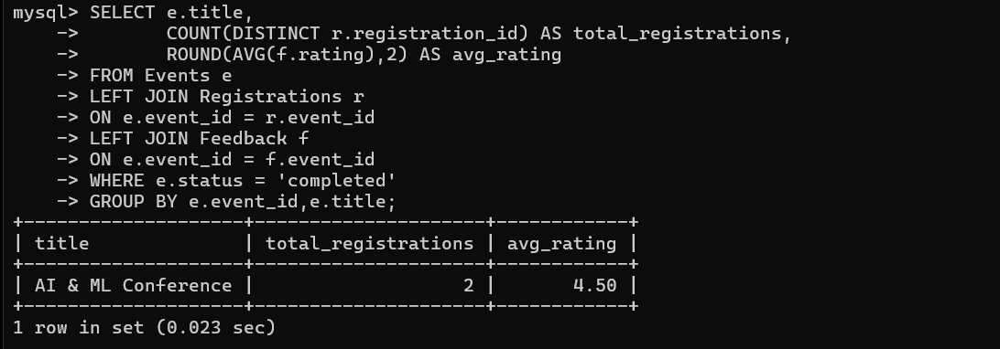 mysql> SELECT e.title,
    ->        COUNT(DISTINCT r.registration_id) AS total_registrations,
    ->        ROUND(AVG(f.rating),2) AS avg_rating
    -> FROM Events e
    -> LEFT JOIN Registrations r
    -> ON e.event_id = r.event_id
    -> LEFT JOIN Feedback f
    -> ON e.event_id = f.event_id
    -> WHERE e.status = 'completed'
    -> GROUP BY e.event_id,e.title;
+--------------------+---------------------+------------+
| title              | total_registrations | avg_rating |
+--------------------+---------------------+------------+
| AI & ML Conference |                   2 |       4.50 |
+--------------------+---------------------+------------+
1 row in set (0.023 sec)